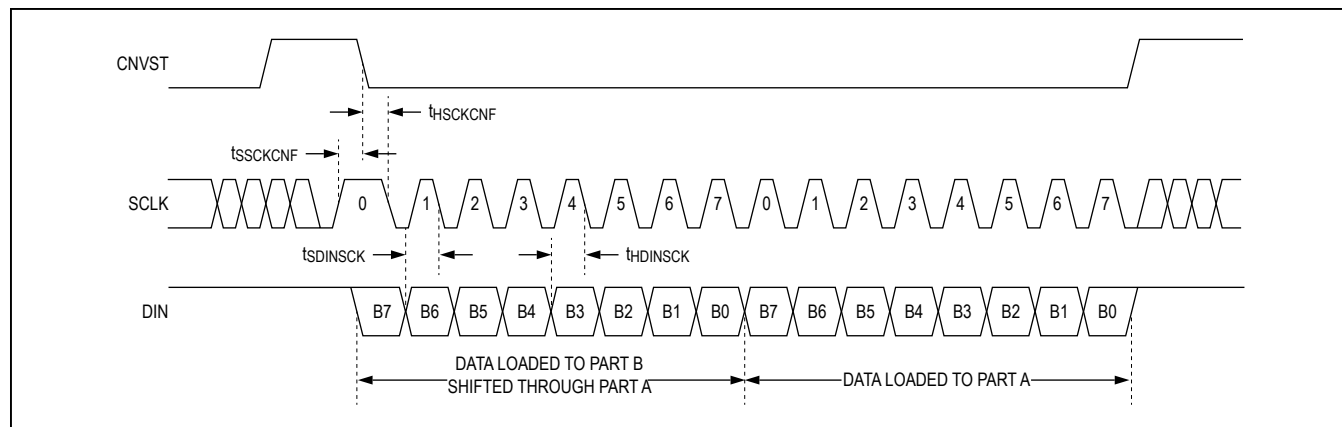 CNVST
tHSCKCNF
tSSCKCNF
SCLK
0 1 2 3 4 5 6 7 0 1 2 3 4 5 6 7
tSDINSCK
tHDINSCK
DIN
B7 B6 B5 B4 B3 B2 B1 B0 B7 B6 B5 B4 B3 B2 B1 B0
DATA LOADED TO PART B
SHIFTED THROUGH PART A
DATA LOADED TO PART A